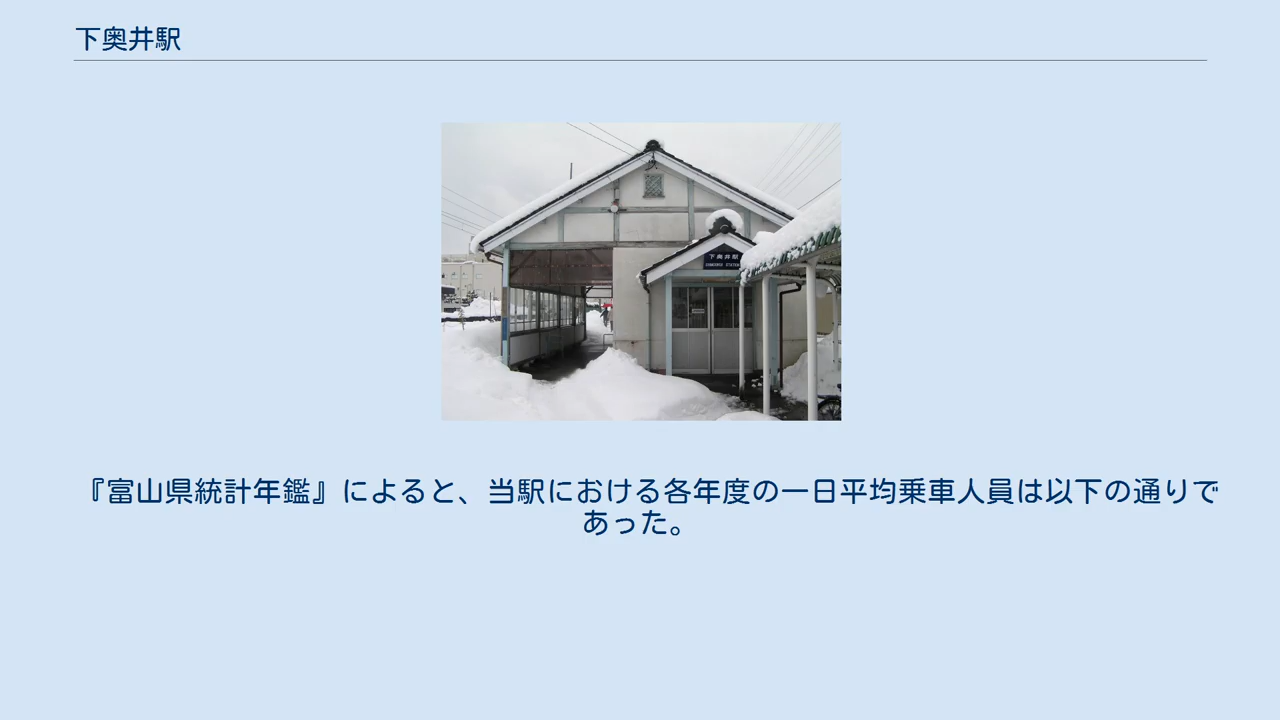 下奥井駅
下奥井駅
『富山県統計年鑑』によると、当駅における各年度の一日平均乗車人員は以下の通りで
あった。